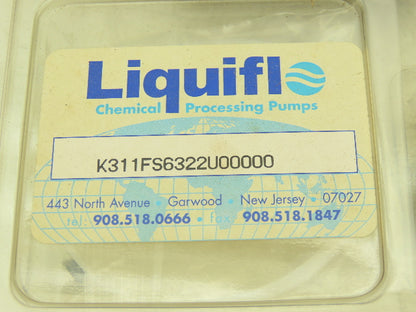 Liquiflo
Chemical Processing Pumps
K311FS6322U00000
443 North Avenue · Garwood · New Jersey · 07027
tel 908.518.0666 · fax 908.518.1847